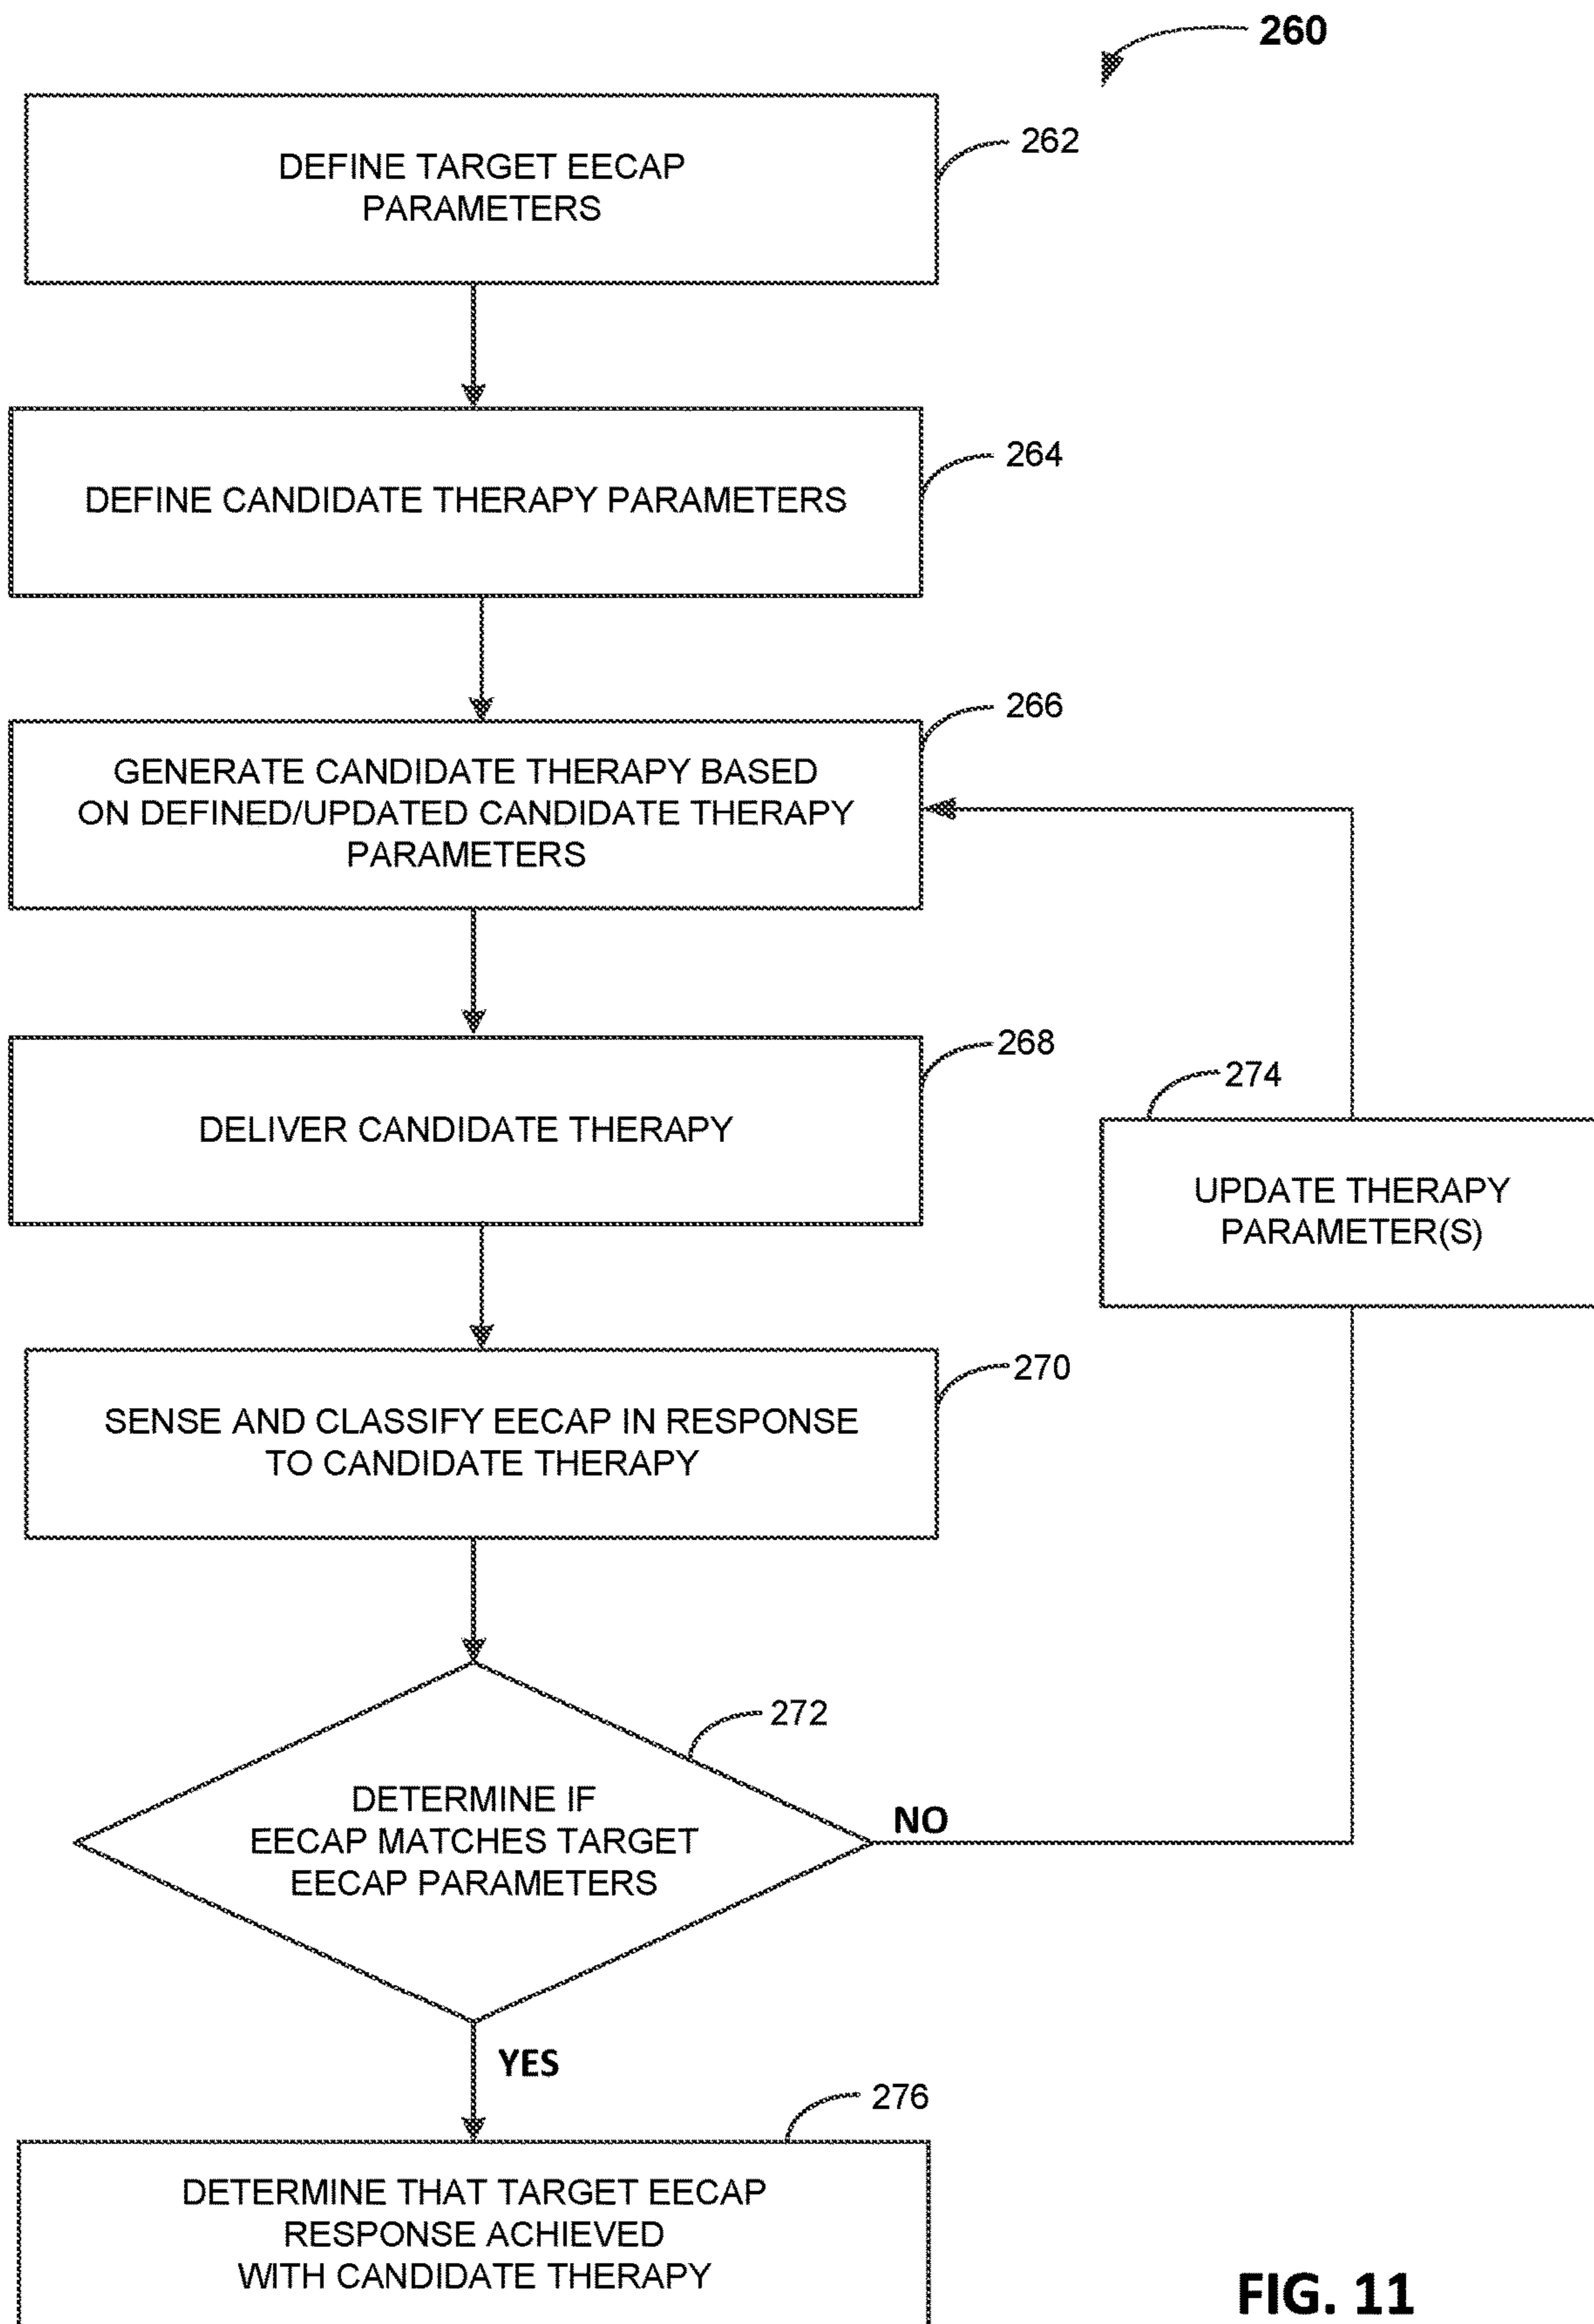 260
DEFINE TARGET EECAP
PARAMETERS
262
DEFINE CANDIDATE THERAPY PARAMETERS
264
GENERATE CANDIDATE THERAPY BASED
ON DEFINED/UPDATED CANDIDATE THERAPY
PARAMETERS
266
DELIVER CANDIDATE THERAPY
268
274
UPDATE THERAPY
PARAMETER(S)
SENSE AND CLASSIFY EECAP IN RESPONSE
TO CANDIDATE THERAPY
270
272
DETERMINE IF
EECAP MATCHES TARGET
EECAP PARAMETERS
NO
YES
276
DETERMINE THAT TARGET EECAP
RESPONSE ACHIEVED
WITH CANDIDATE THERAPY
FIG. 11